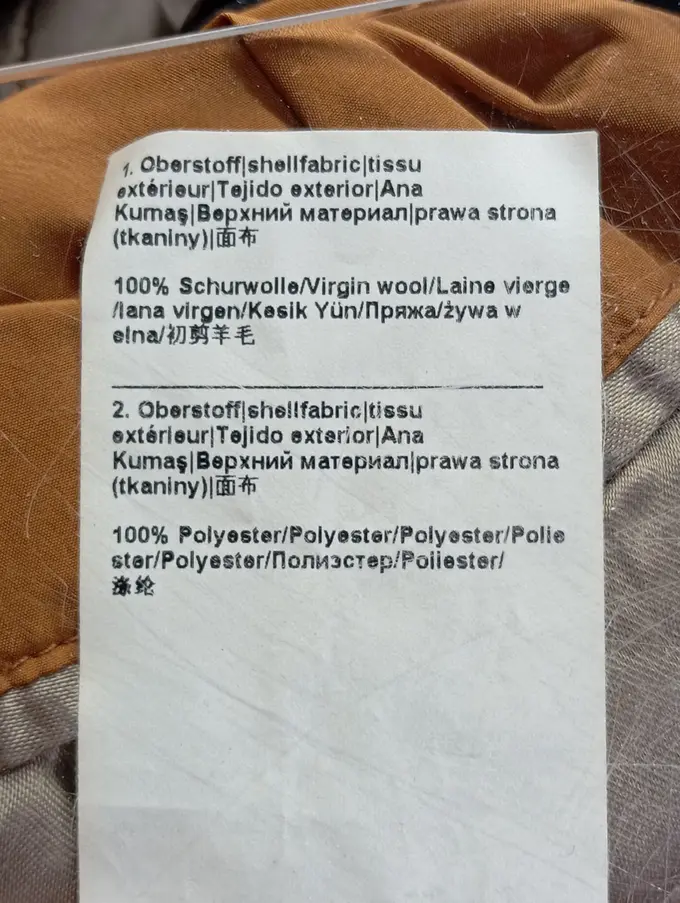 1. Oberstoff|shellfabric|tissu
extérieur|Tejido exterior|Ana
Kumaş|Верхний материал|prawa strona
(tkaniny)|面布
100% Schurwolle/Virgin wool/Laine vierge
/lana virgen/Kesik Yün/Пряжа/żywa w
elna/初剪羊毛
2. Oberstoff|shellfabric|tissu
extérieur|Tejido exterior|Ana
Kumaş|Верхний материал|prawa strona
(tkaniny)|面布
100% Polyester/Polyester/Polyester/Polie
ster/Polyester/Полиэстер/Poliester/
涤纶